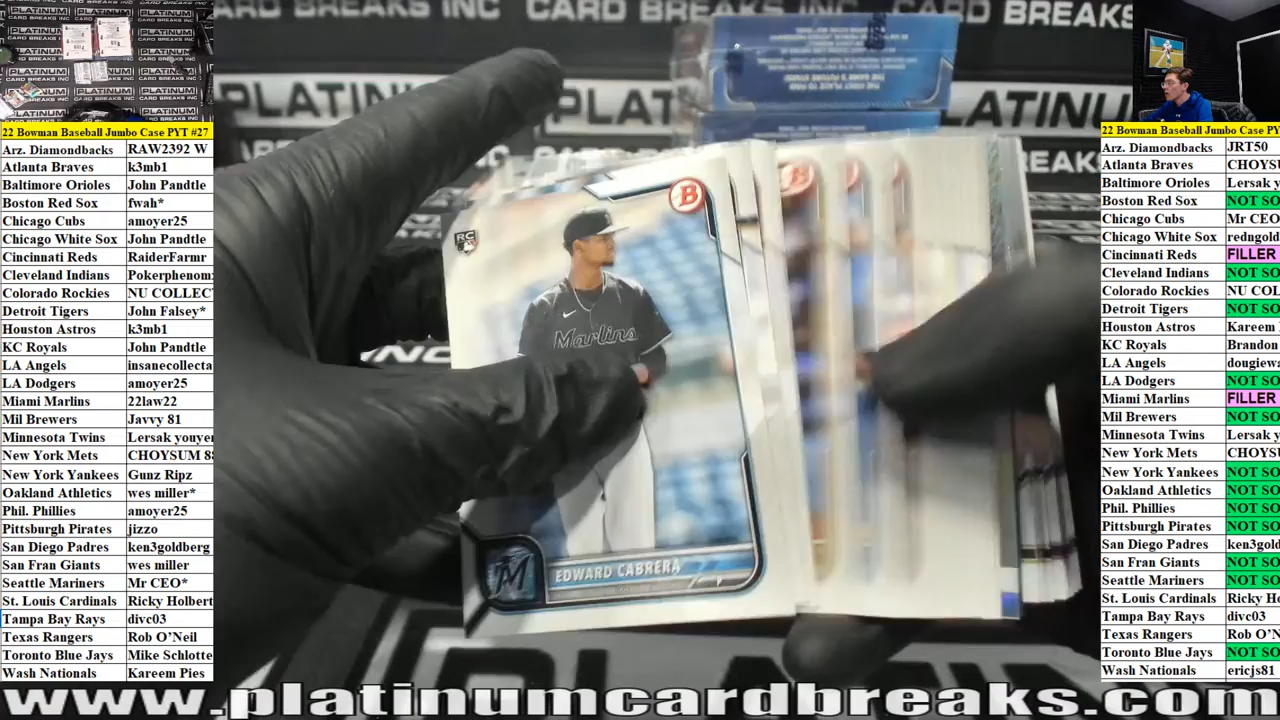 22 Bowman Baseball Jumbo Case PYT #27
Arz. Diamondbacks RAW2392 W
Atlanta Braves k3mb1
Baltimore Orioles John Pandtle
Boston Red Sox fwah*
Chicago Cubs amoyer25
Chicago White Sox John Pandtle
Cincinnati Reds RaiderFarmr
Cleveland Indians Pokerphenom
Colorado Rockies NU COLLEC
Detroit Tigers John Falsey*
Houston Astros k3mb1
KC Royals John Pandtle
LA Angels insanecollecta
LA Dodgers amoyer25
Miami Marlins 22law22
Mil Brewers Javvy 81
Minnesota Twins Lersak youye
New York Mets CHOYSUM 88
New York Yankees Gunz Ripz
Oakland Athletics wes miller*
Phil. Phillies amoyer25
Pittsburgh Pirates jizzo
San Diego Padres ken3goldberg
San Fran Giants wes miller
Seattle Mariners Mr CEO*
St. Louis Cardinals Ricky Holbert
Tampa Bay Rays divc03
Texas Rangers Rob O'Neil
Toronto Blue Jays Mike Schlotte
Wash Nationals Kareem Pies
PLATINUM
CARD BREAKS INC
CARD BREAKS INC
PLATINUM
BREAKS
THE GAME'S FUTURE STARS!
B
RC
Marlins
M
EDWARD CABRERA
22 Bowman Baseball Jumbo Case PY
Arz. Diamondbacks JRT50
Atlanta Braves CHOYSU
Baltimore Orioles Lersak y
Boston Red Sox NOT SO
Chicago Cubs Mr CEO
Chicago White Sox redngold
Cincinnati Reds FILLER
Cleveland Indians NOT SO
Colorado Rockies NU COL
Detroit Tigers NOT SO
Houston Astros Kareem
KC Royals Brandon
LA Angels dougiewa
LA Dodgers NOT SO
Miami Marlins FILLER
Mil Brewers NOT SO
Minnesota Twins Lersak y
New York Mets CHOYSU
New York Yankees NOT SO
Oakland Athletics NOT SO
Phil. Phillies NOT SO
Pittsburgh Pirates NOT SO
San Diego Padres ken3gold
San Fran Giants NOT SO
Seattle Mariners NOT SO
St. Louis Cardinals Ricky Ho
Tampa Bay Rays divc03
Texas Rangers Rob O'N
Toronto Blue Jays NOT SO
Wash Nationals ericjs81
www.platinumcardbreaks.com